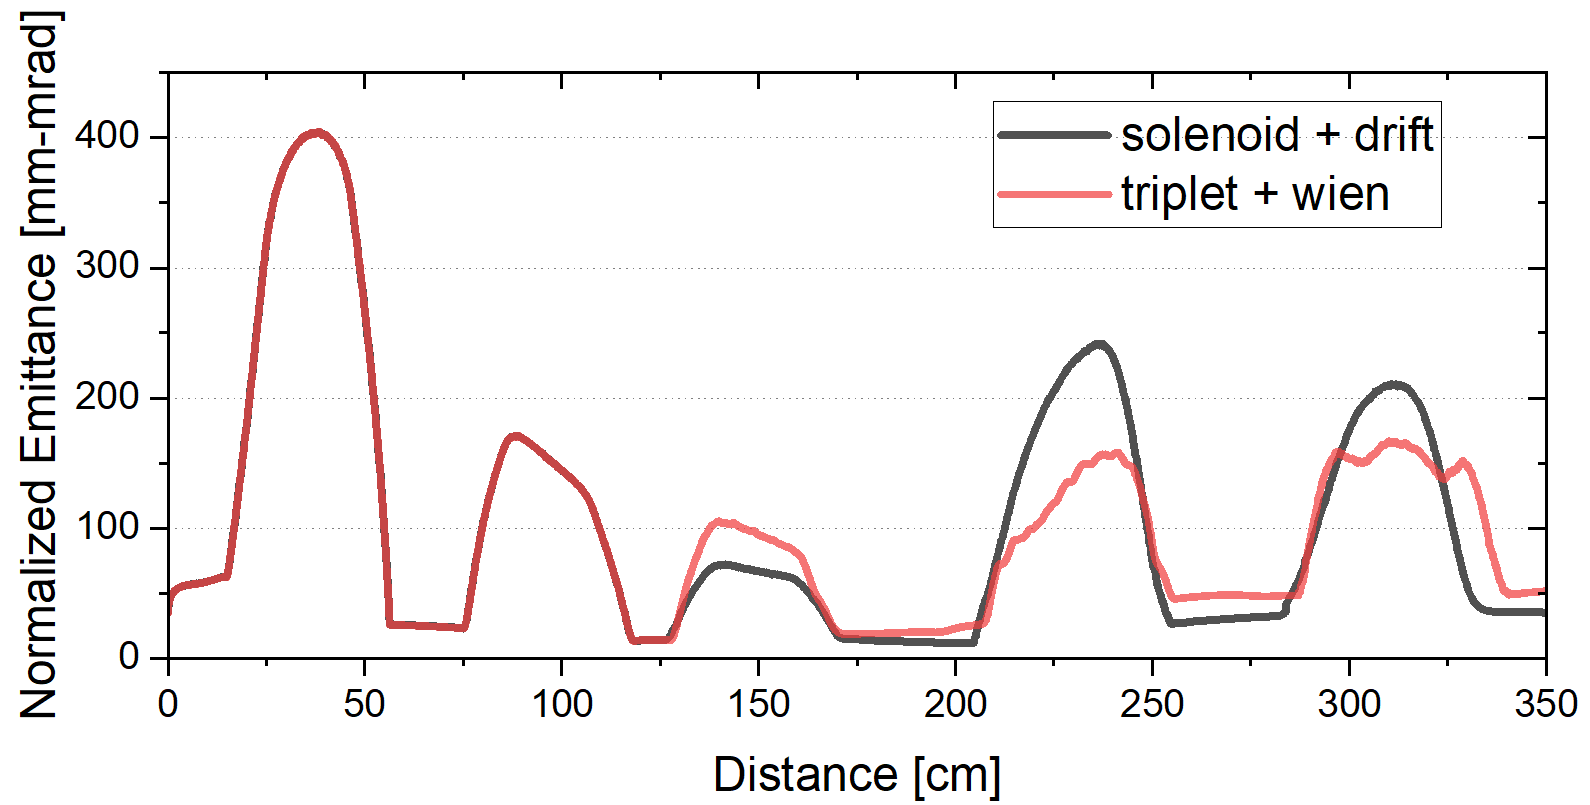 Normalized Emittance [mm-mrad]
400
300
200
100
0
solenoid + drift
triplet + wien
0 50 100 150 200 250 300 350
Distance [cm]